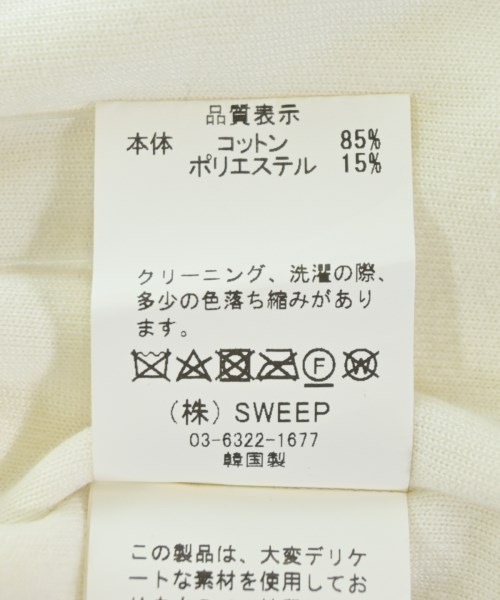 品質表示
本体 コットン 85%
ポリエステル 15%
クリーニング、洗濯の際、
多少の色落ち縮みがあり
ます。
F W
(株) SWEEP
03-6322-1677
韓国製
この製品は、大変デリケ
ートな素材を使用してお